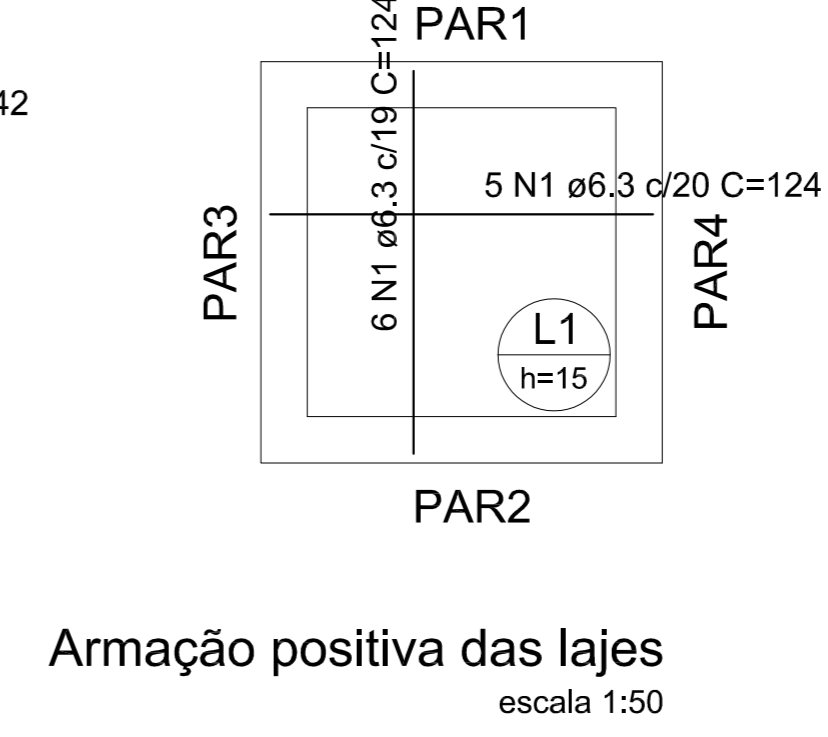 PAR1
42
6 N1 ø6.3 c/19 C=124
5 N1 ø6.3 c/20 C=124
PAR3
PAR4
L1
h=15
PAR2
Armação positiva das lajes
escala 1:50